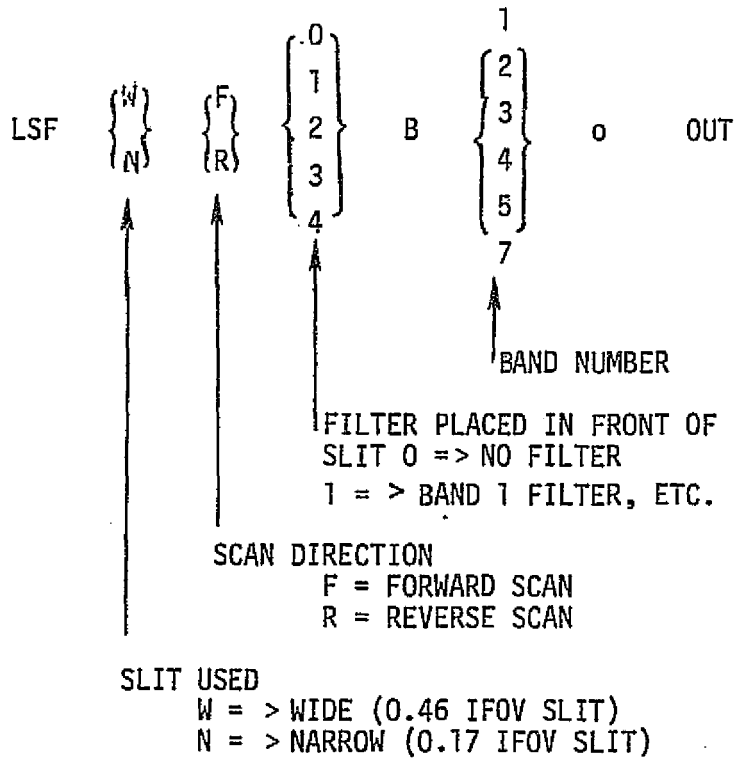 1
.0
2
W
F
1
3
LSF
2
B
o
OUT
N
R
3
4
4
5
7
BAND NUMBER
FILTER PLACED IN FRONT OF
SLIT 0 => NO FILTER
1 = > BAND 1 FILTER, ETC.
SCAN DIRECTION
F = FORWARD SCAN
R = REVERSE SCAN
SLIT USED
W = > WIDE (0.46 IFOV SLIT)
N = > NARROW (0.17 IFOV SLIT)